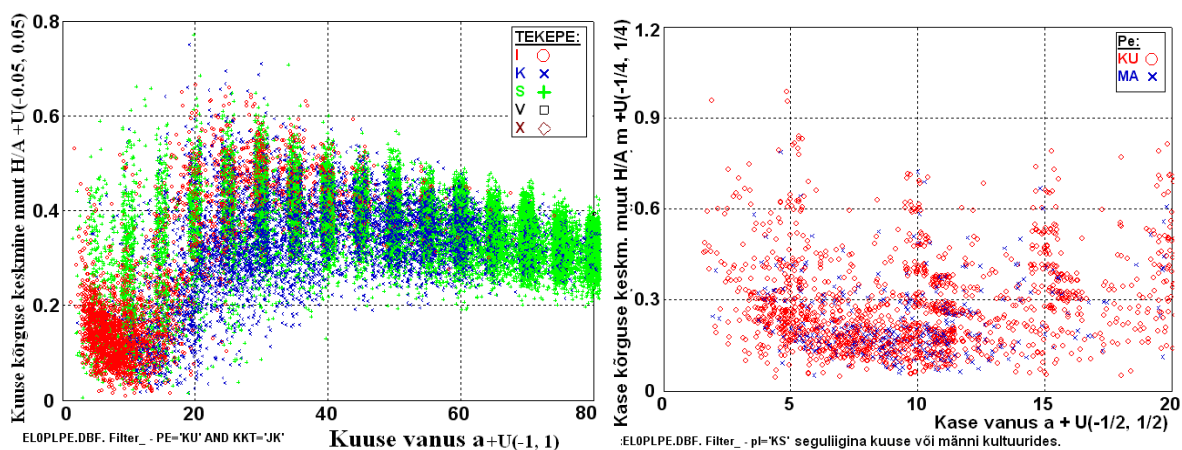 Kuuse kõrguse keskmine muut H/A +U(-0.05, 0.05)
0.8
0.6
0.4
0.2
0
TEKEPE:
I
K
S
V
X
0 20 40 60 80
EL0PLPE.DBF. Filter_ - PE='KU' AND KKT='JK'
Kuuse vanus a+U(-1, 1)
Kase kõrguse keskm. muut H/A m +U(-1/4, 1/4)
1.2
0.9
0.6
0.3
0
Pe:
KU
MA
0 5 10 15 20
Kase vanus a + U(-1/2, 1/2)
:EL0PLPE.DBF. Filter_ - pl='KS' seguliigina kuuse või männi kultuurides.